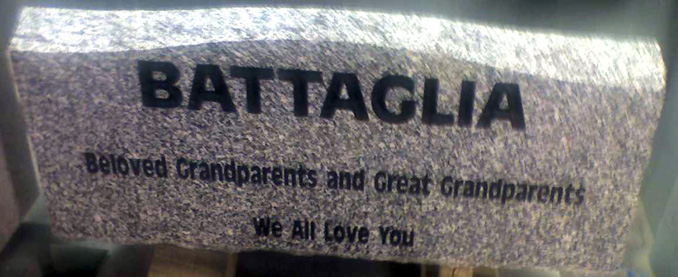 BATTAGLIA
Beloved Grandparents and Great Grandparents
We All Love You